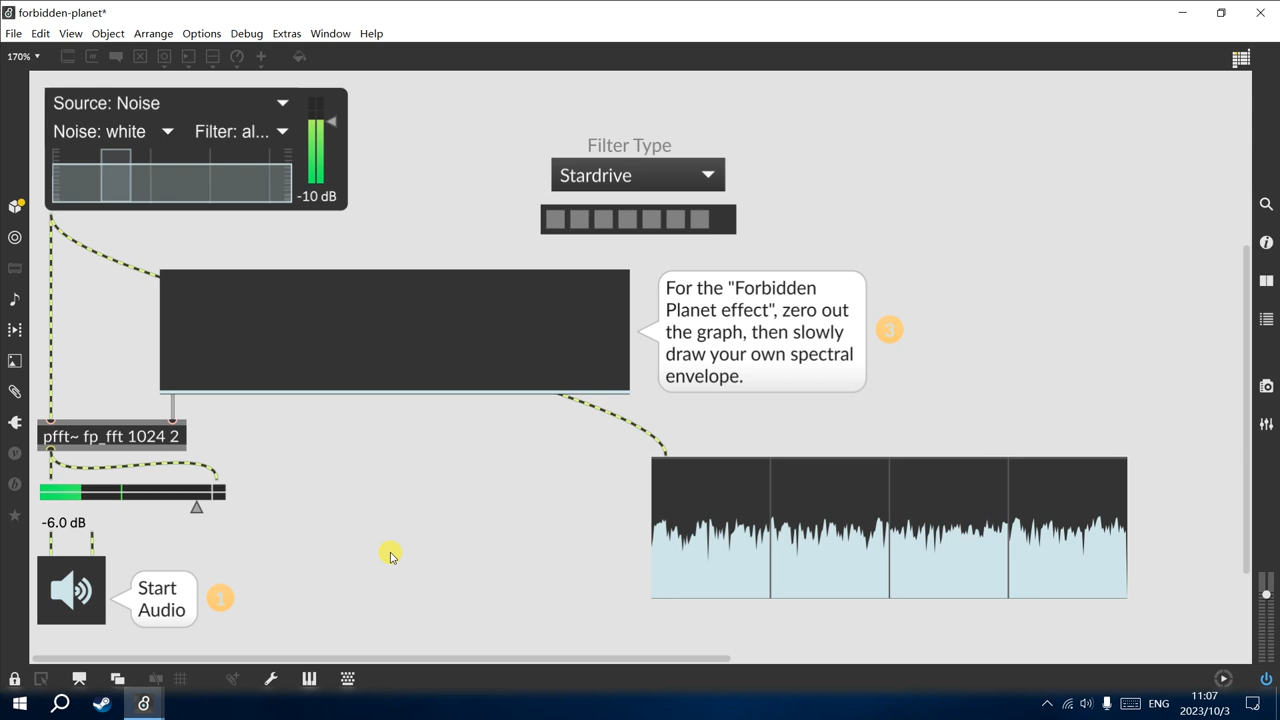 forbidden-planet*
File Edit View Object Arrange Options Debug Extras Window Help
170%
Source: Noise
Noise: white Filter: al...
-10 dB
Filter Type
Stardrive
For the "Forbidden
Planet effect", zero out
the graph, then slowly
draw your own spectral
envelope.
3
pfft~ fp_fft 1024 2
-6.0 dB
Start
Audio
1
ENG
11:07
2023/10/3